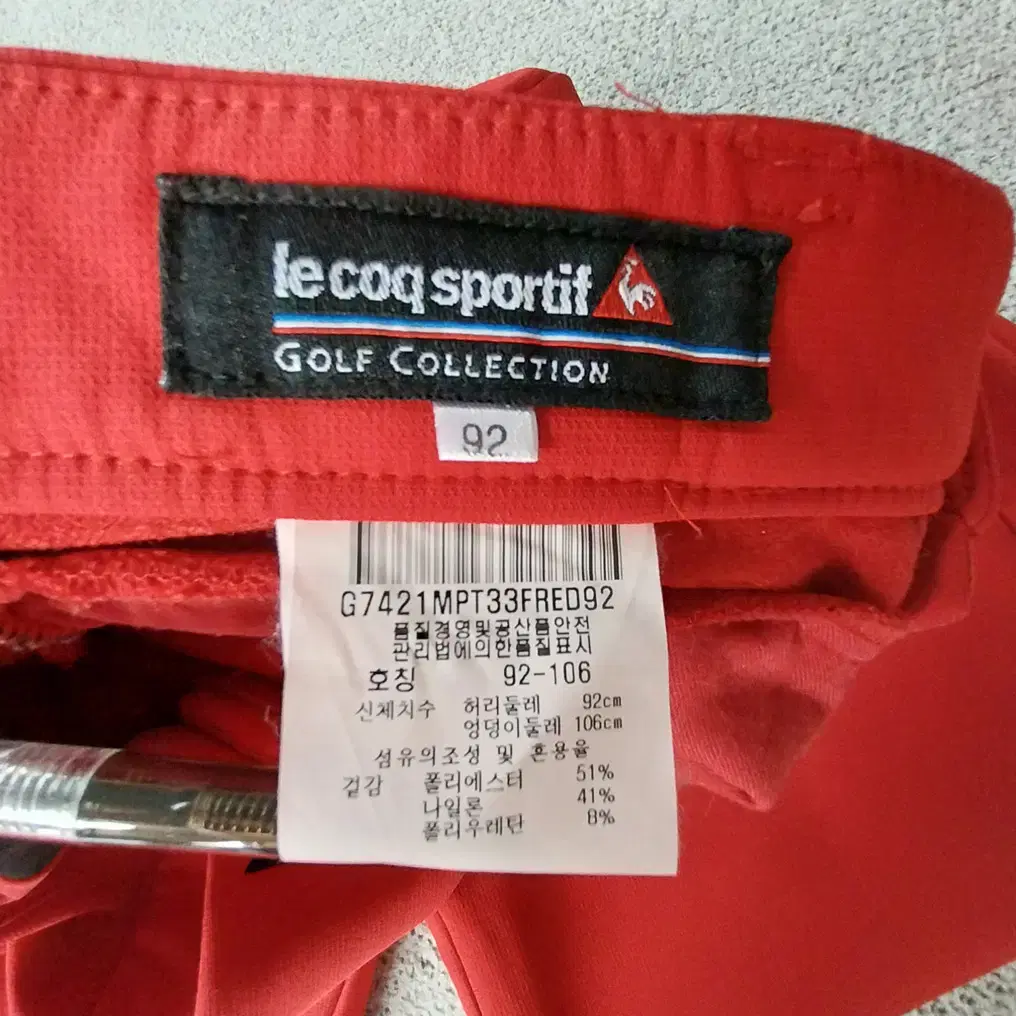 le coq sportif
GOLF COLLECTION
92
G7421MPT33FRED92
품질경영및공산품안전
관리법에의한품질표시
호칭 92-106
신체치수 허리둘레 92cm
엉덩이둘레 106cm
섬유의조성 및 혼용율
겉감 폴리에스터 51%
나일론 41%
폴리우레탄 8%